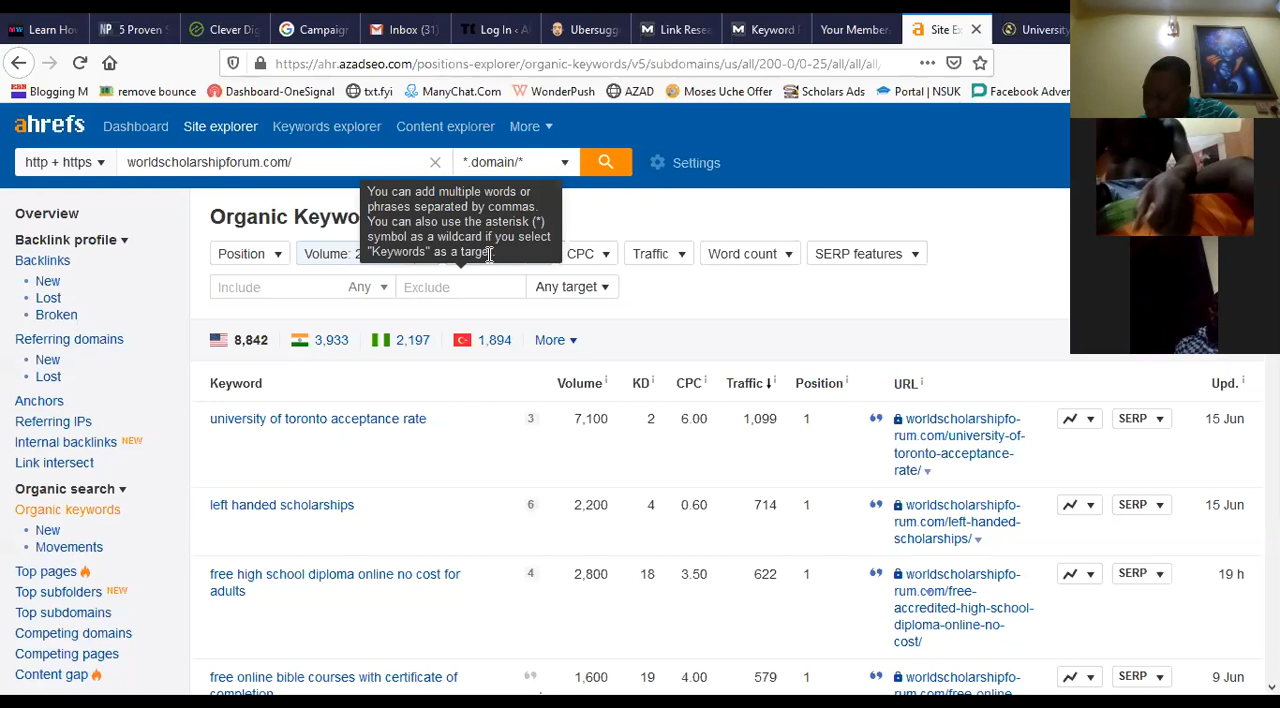 Learn Ho
5 Proven
Clever Dig
Campaig
Inbox (31
Log In ‹ A
Ubersugg
Link Rese
Keyword
Your Membe
Site Ex
University
https://ahr.azadseo.com/positions-explorer/organic-keywords/v5/subdomains/us/all/200-0/0-25/all/all/all/
Blogging M
remove bounce
Dashboard-OneSignal
txt.fyi
ManyChat.Com
WonderPush
AZAD
Moses Uche Offer
Scholars Ads
Portal | NSUK
Facebook Adver
ahrefs
Dashboard
Site explorer
Keywords explorer
Content explorer
More
http + https
worldscholarshipforum.com/
*.domain/*
Settings
You can add multiple words or
phrases separated by commas.
You can also use the asterisk (*)
symbol as a wildcard if you select
"Keywords" as a target
Overview
Backlink profile
Backlinks
New
Lost
Broken
Referring domains
New
Lost
Anchors
Referring IPs
Internal backlinks NEW
Link intersect
Organic search
Organic keywords
New
Movements
Top pages
Top subfolders NEW
Top subdomains
Competing domains
Competing pages
Content gap
Organic Keywo
Position
Volume: 2
CPC
Traffic
Word count
SERP features
Include
Any
Exclude
Any target
8,842
3,933
2,197
1,894
More
Keyword Volume KD CPC Traffic Position URL Upd.
university of toronto acceptance rate 3 7,100 2 6.00 1,099 1 worldscholarshipfo- SERP 15 Jun
rum.com/university-of-
toronto-acceptance-
rate/
left handed scholarships 6 2,200 4 0.60 714 1 worldscholarshipfo- SERP 15 Jun
rum.com/left-handed-
scholarships/
free high school diploma online no cost for 4 2,800 18 3.50 622 1 worldscholarshipfo- SERP 19 h
adults rum.com/free-
accredited-high-school-
diploma-online-no-
cost/
free online bible courses with certificate of 1,600 19 4.00 579 1 worldscholarshipfo- SERP 9 Jun
completion rum.com/free-online